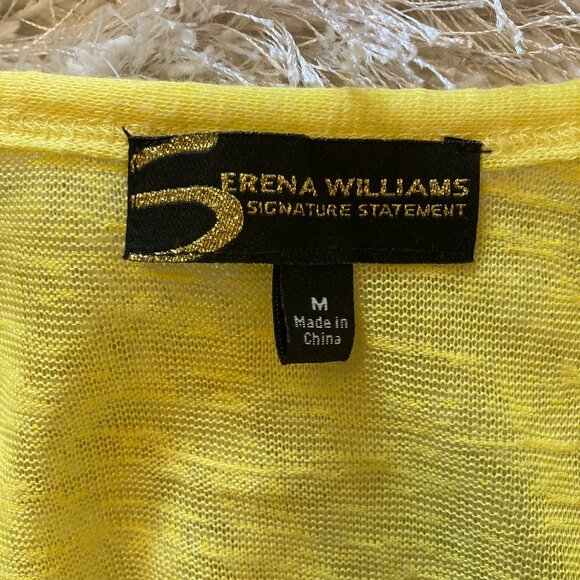 SERENA WILLIAMS
SIGNATURE STATEMENT
M
Made in
China